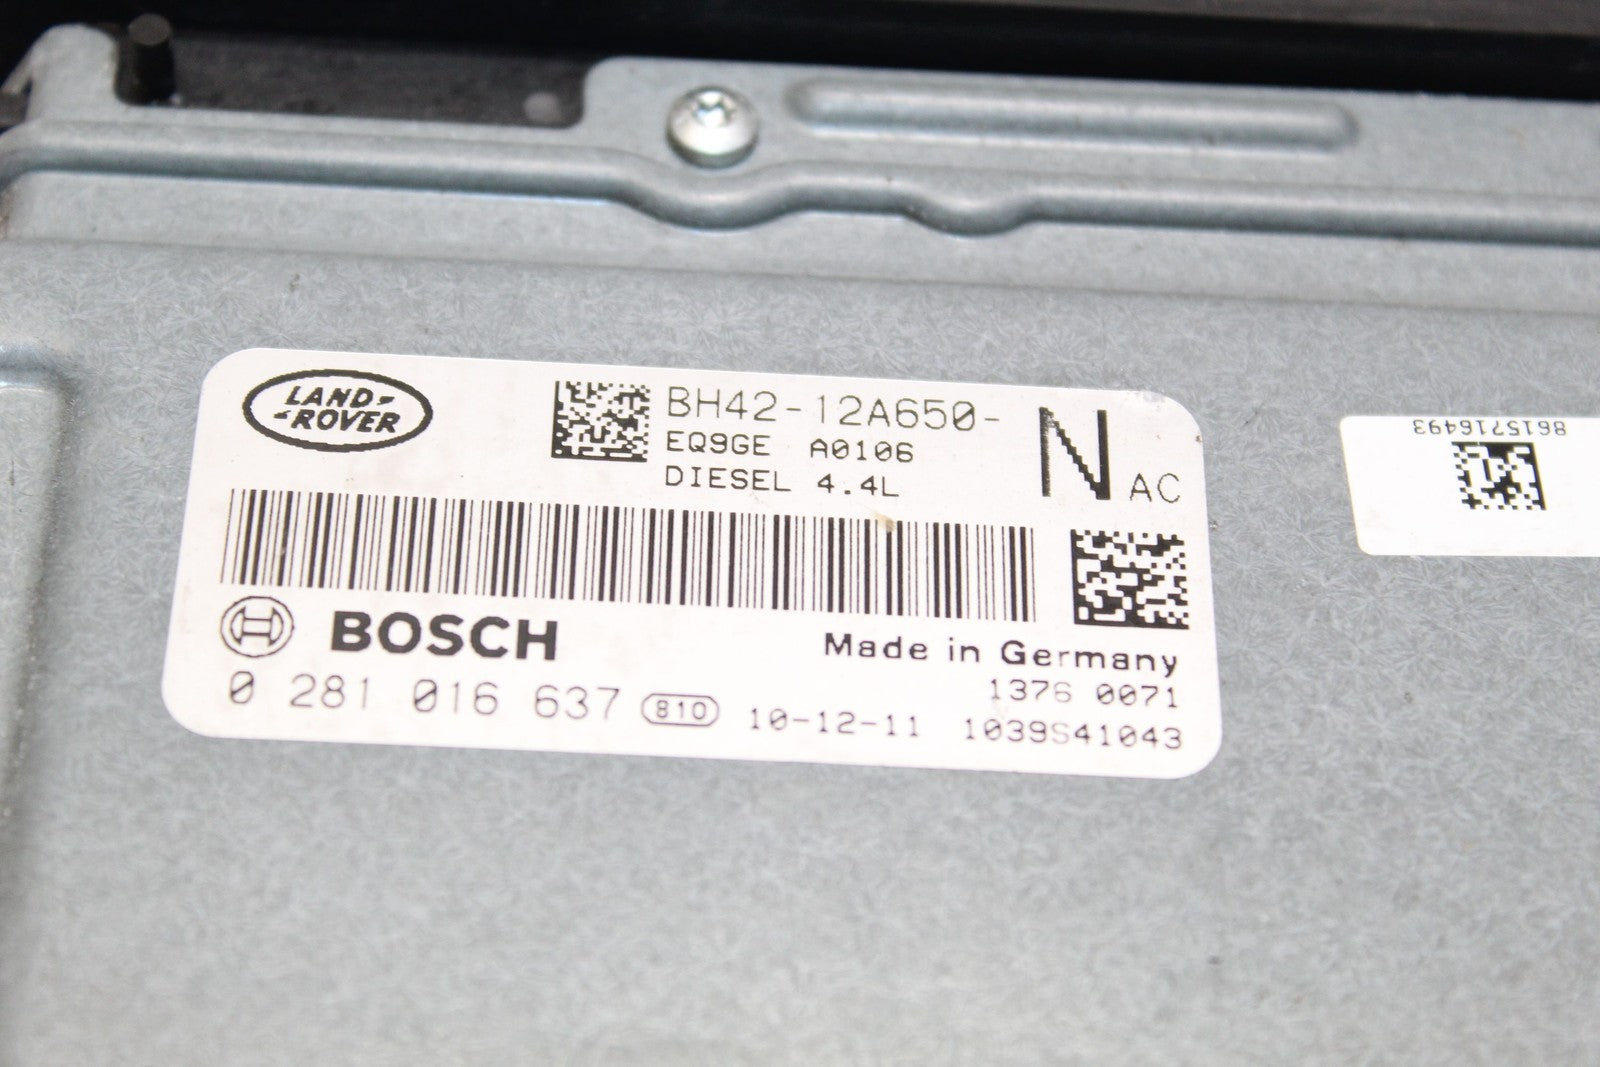 LAND-
-ROVER
BH42-12A650- N AC
EQ9GE A0106
DIESEL 4.4L
BOSCH
Made in Germany
1376 0071
0 281 016 637 810 10-12-11 1039S41043
8615716493